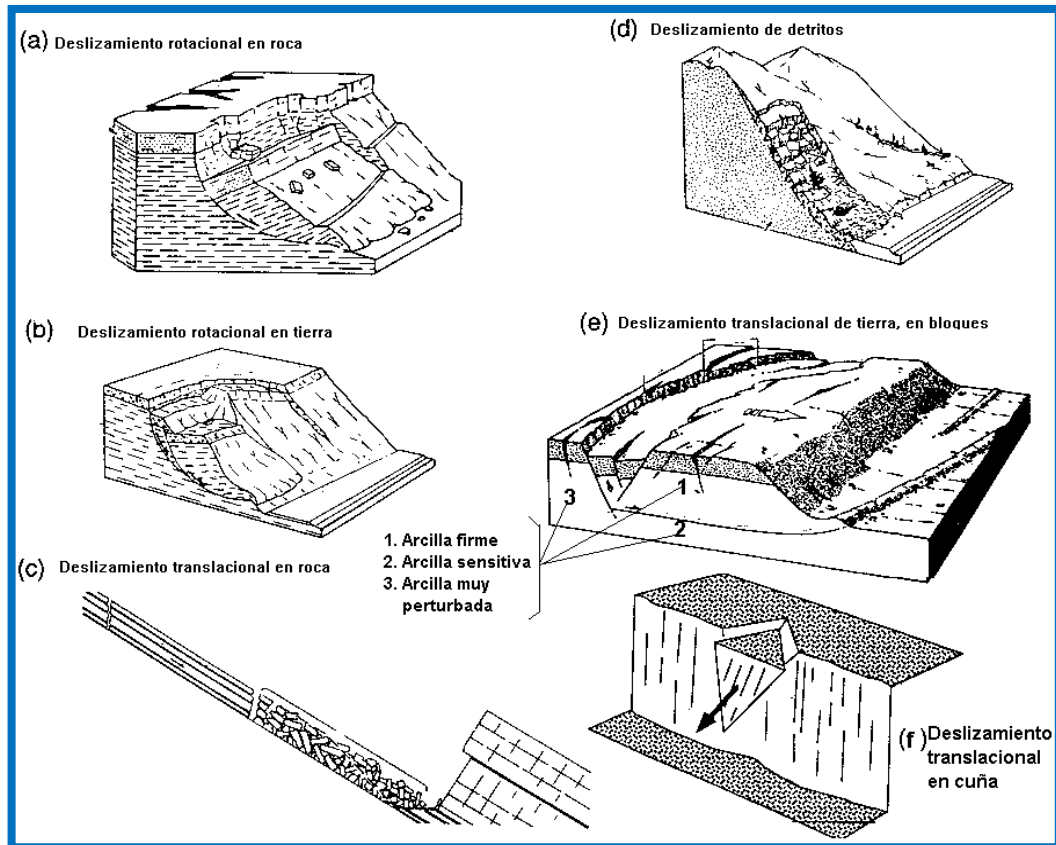 (a) Deslizamiento rotacional en roca
(d) Deslizamiento de detritos
(b) Deslizamiento rotacional en tierra
(e) Deslizamiento translacional de tierra, en bloques
3
1
2
1. Arcilla firme
2. Arcilla sensitiva
3. Arcilla muy
perturbada
(c) Deslizamiento translacional en roca
(f) Deslizamiento
translacional
en cuña